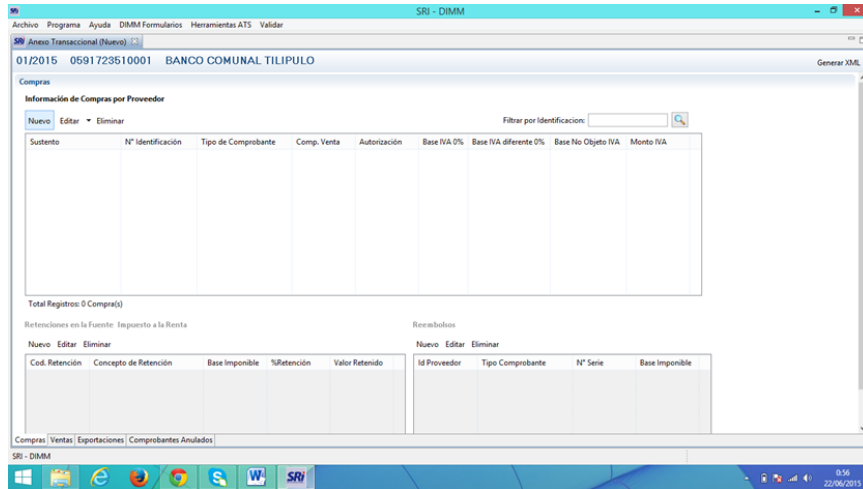 SRI - DIMM
Archivo Programa Ayuda DIMM Formularios Herramientas ATS Validar
SRi Anexo Transaccional (Nuevo)
01/2015 0591723510001 BANCO COMUNAL TILIPULO Generar XML
Compras
Información de Compras por Proveedor
Nuevo Editar Eliminar Filtrar por Identificacion:
Sustento N° Identificación Tipo de Comprobante Comp. Venta Autorización Base IVA 0% Base IVA diferente 0% Base No Objeto IVA Monto IVA
Total Registros: 0 Compra(s)
Retenciones en la Fuente Impuesto a la Renta Reembolsos
Nuevo Editar Eliminar Nuevo Editar Eliminar
Cod. Retención Concepto de Retención Base Imponible %Retención Valor Retenido Id Proveedor Tipo Comprobante N° Serie Base Imponible
Compras Ventas Exportaciones Comprobantes Anulados
SRI - DIMM
SRi 0:56
22/06/2015